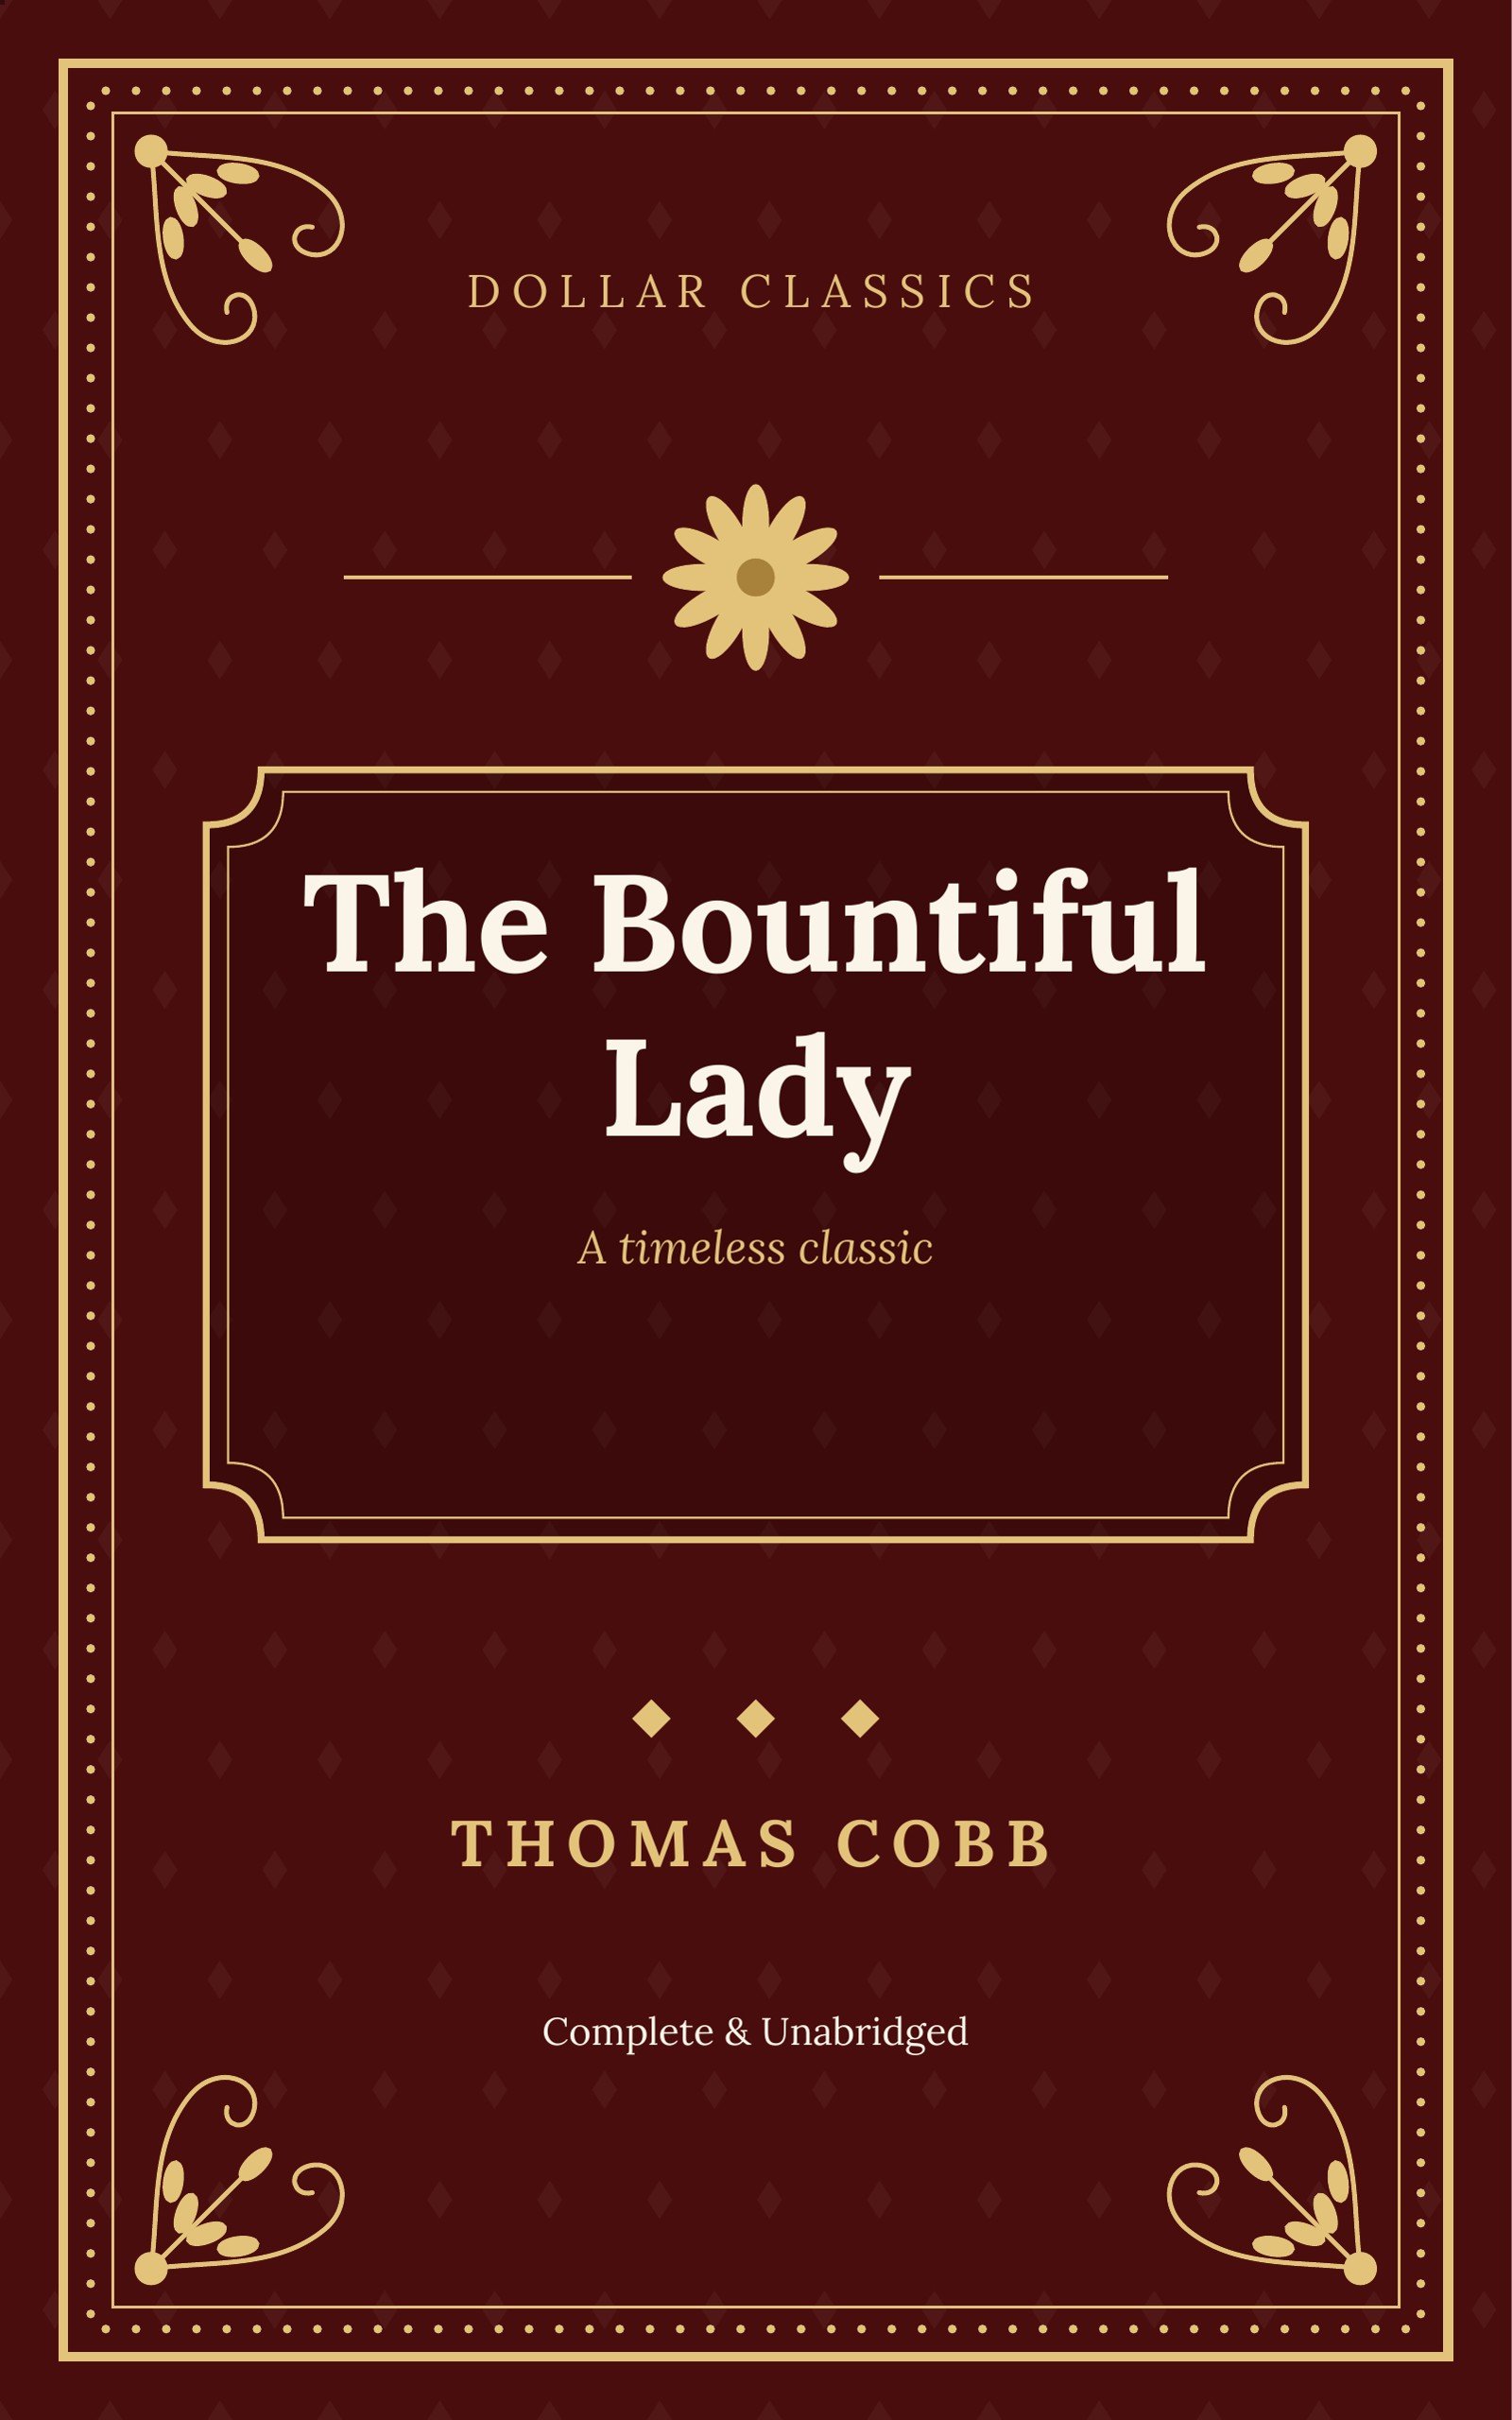 DOLLAR CLASSICS
The Bountiful
Lady
A timeless classic
THOMAS COBB
Complete & Unabridged